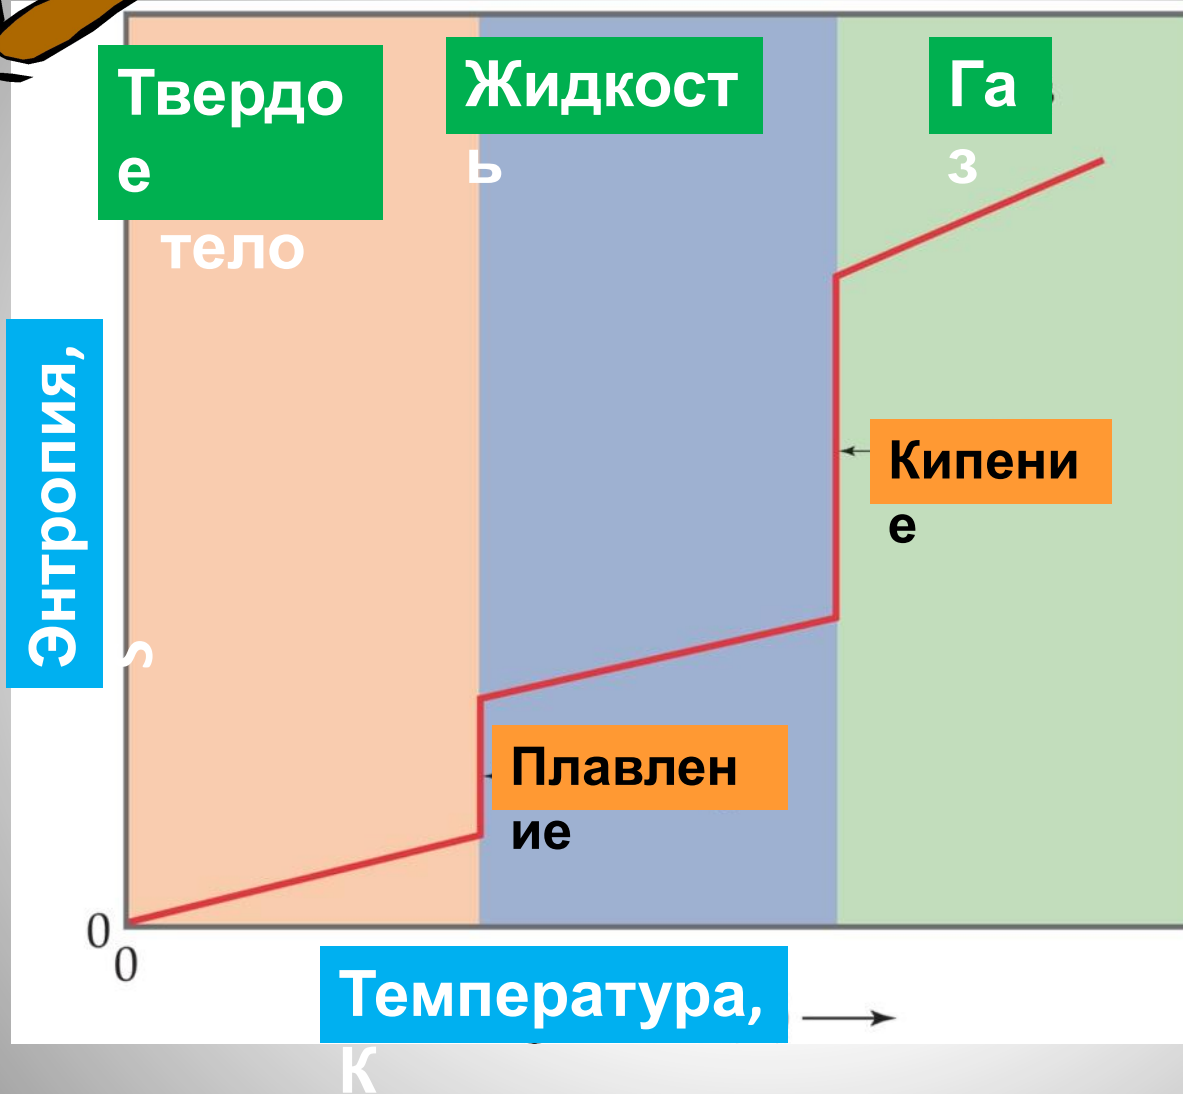 Твердо
е
тело
Жидкост
ь
Га
з
Энтропия,
S
Кипени
е
Плавлен
ие
0
0
Температура,
К